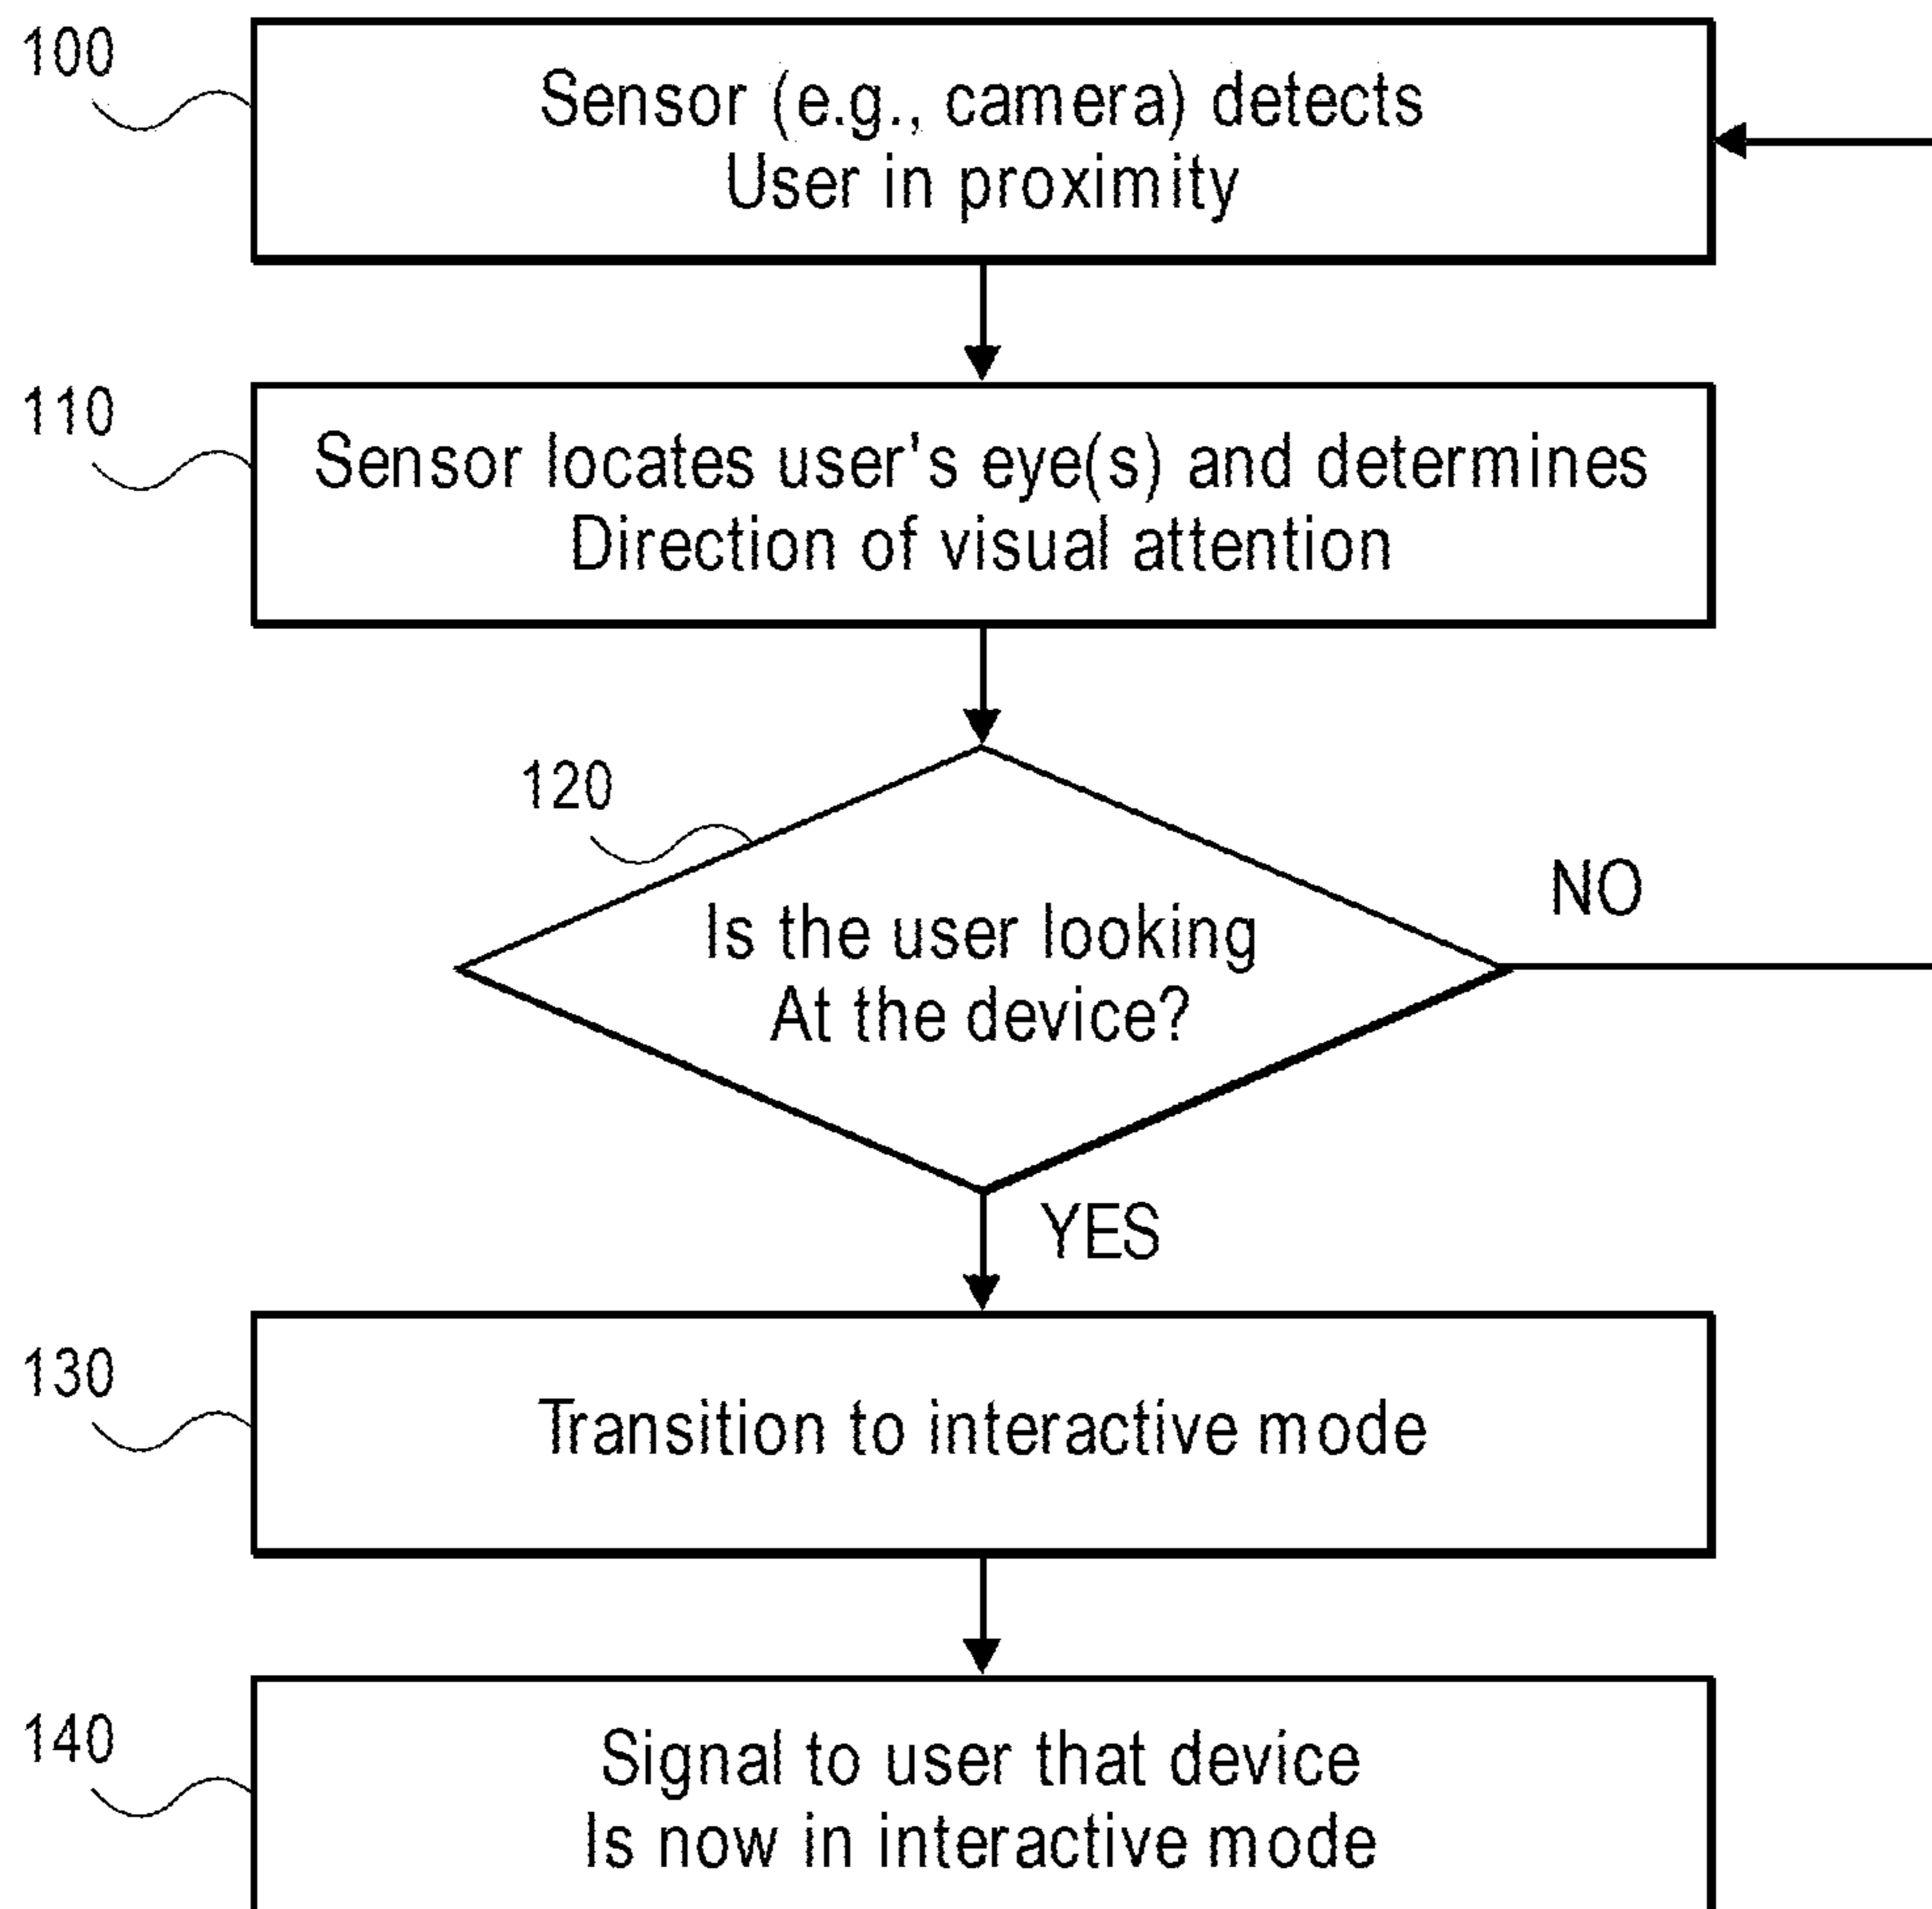 100
Sensor (e.g., camera) detects
User in proximity
110
Sensor locates user's eye(s) and determines
Direction of visual attention
120
Is the user looking
At the device?
NO
YES
130
Transition to interactive mode
140
Signal to user that device
Is now in interactive mode